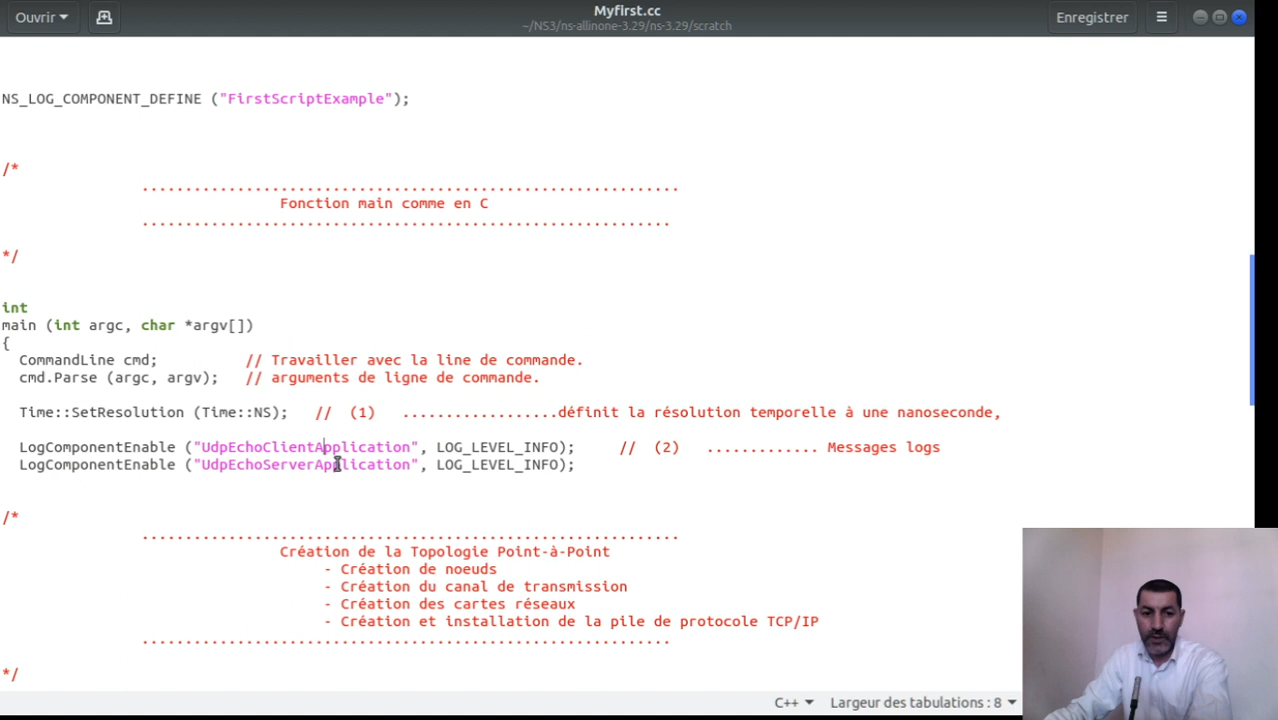 Ouvrir
Myfirst.cc
~/NS3/ns-allinone-3.29/ns-3.29/scratch
Enregistrer
NS_LOG_COMPONENT_DEFINE ("FirstScriptExample");
/*
..............................................................
Fonction main comme en C
.............................................................
*/
int
main (int argc, char *argv[])
{
CommandLine cmd; // Travailler avec la line de commande.
cmd.Parse (argc, argv); // arguments de ligne de commande.
Time::SetResolution (Time::NS); // (1) ..................définit la résolution temporelle à une nanoseconde,
LogComponentEnable ("UdpEchoClientApplication", LOG_LEVEL_INFO); // (2) ............. Messages logs
LogComponentEnable ("UdpEchoServerApplication", LOG_LEVEL_INFO);
/*
..............................................................
Création de la Topologie Point-à-Point
- Création de noeuds
- Création du canal de transmission
- Création des cartes réseaux
- Création et installation de la pile de protocole TCP/IP
.............................................................
*/
C++ Largeur des tabulations : 8